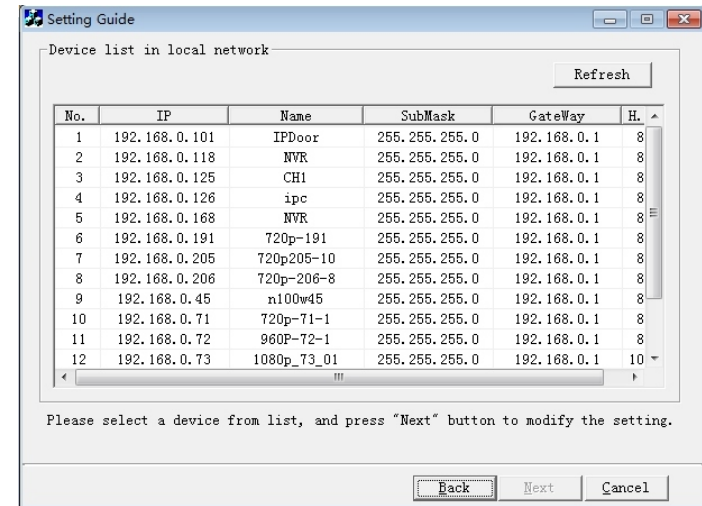 Setting Guide
Device list in local network
Refresh
No. IP Name SubMask GateWay H.
1 192.168.0.101 IPDoor 255.255.255.0 192.168.0.1 8
2 192.168.0.118 NVR 255.255.255.0 192.168.0.1 8
3 192.168.0.125 CH1 255.255.255.0 192.168.0.1 8
4 192.168.0.126 ipc 255.255.255.0 192.168.0.1 8
5 192.168.0.168 NVR 255.255.255.0 192.168.0.1 8
6 192.168.0.191 720p-191 255.255.255.0 192.168.0.1 8
7 192.168.0.205 720p205-10 255.255.255.0 192.168.0.1 8
8 192.168.0.206 720p-206-8 255.255.255.0 192.168.0.1 8
9 192.168.0.45 n100w45 255.255.255.0 192.168.0.1 8
10 192.168.0.71 720p-71-1 255.255.255.0 192.168.0.1 8
11 192.168.0.72 960P-72-1 255.255.255.0 192.168.0.1 8
12 192.168.0.73 1080p_73_01 255.255.255.0 192.168.0.1 10
Please select a device from list, and press "Next" button to modify the setting.
Back Next Cancel